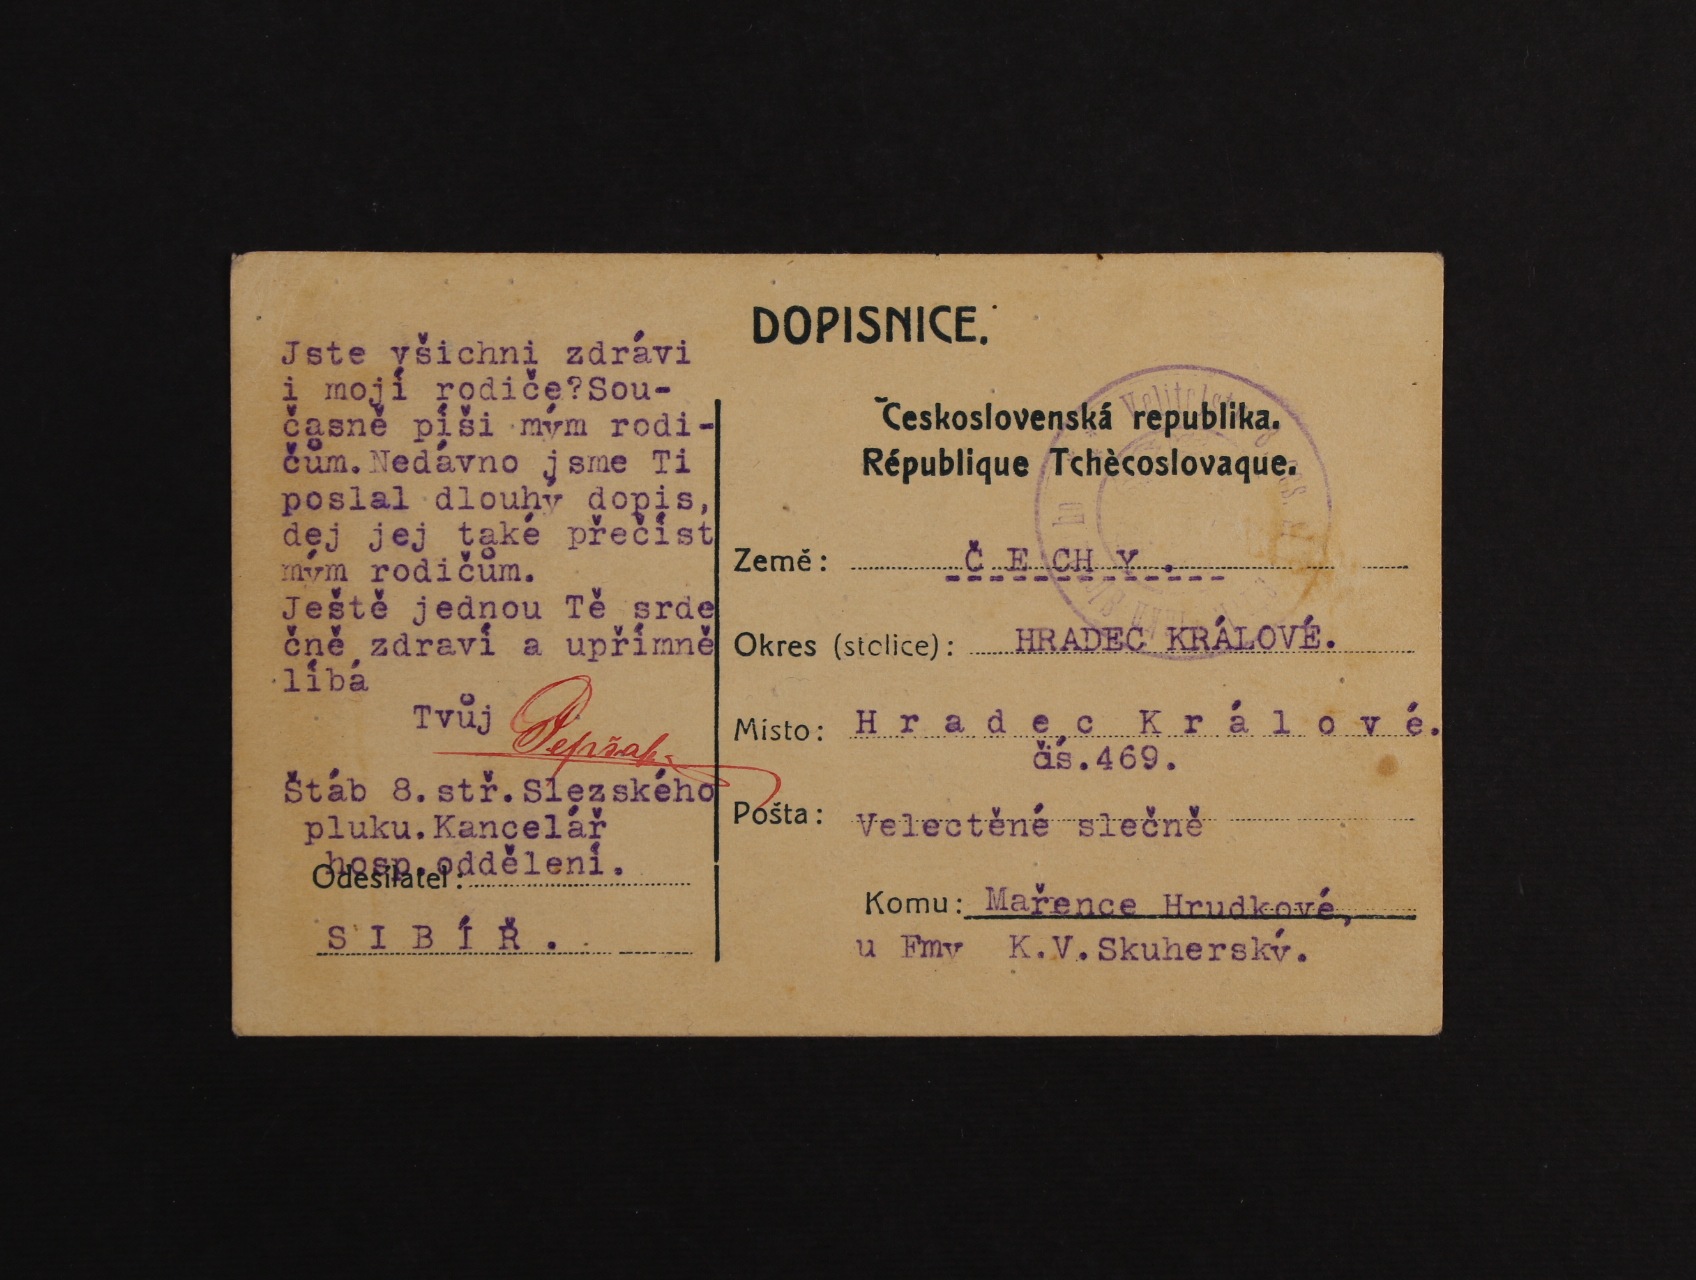 DOPISNICE.
Jste všichni zdrávi
i mojí rodiče?Sou-
časně píši mým rodi-
čům.Nedávno jsme Ti
poslal dlouhý dopis,
dej jej také přečíst
mým rodičům.
Ještě jednou Tě srde
čně zdraví a upřímně
líbá
Tvůj
Štáb 8.stř.Slezského
pluku.Kancelář
hosp.oddělení.
Odesílatel:
SIBÍŘ.
Československá republika.
République Tchècoslovaque.
Země: ČECHY.
Okres (stolice): HRADEC KRÁLOVÉ.
Místo: Hradec Králové.
čís.469.
Pošta: Velectěné slečně
Komu: Mařence Hrudkové,
u Fmy K.V.Skuherský.